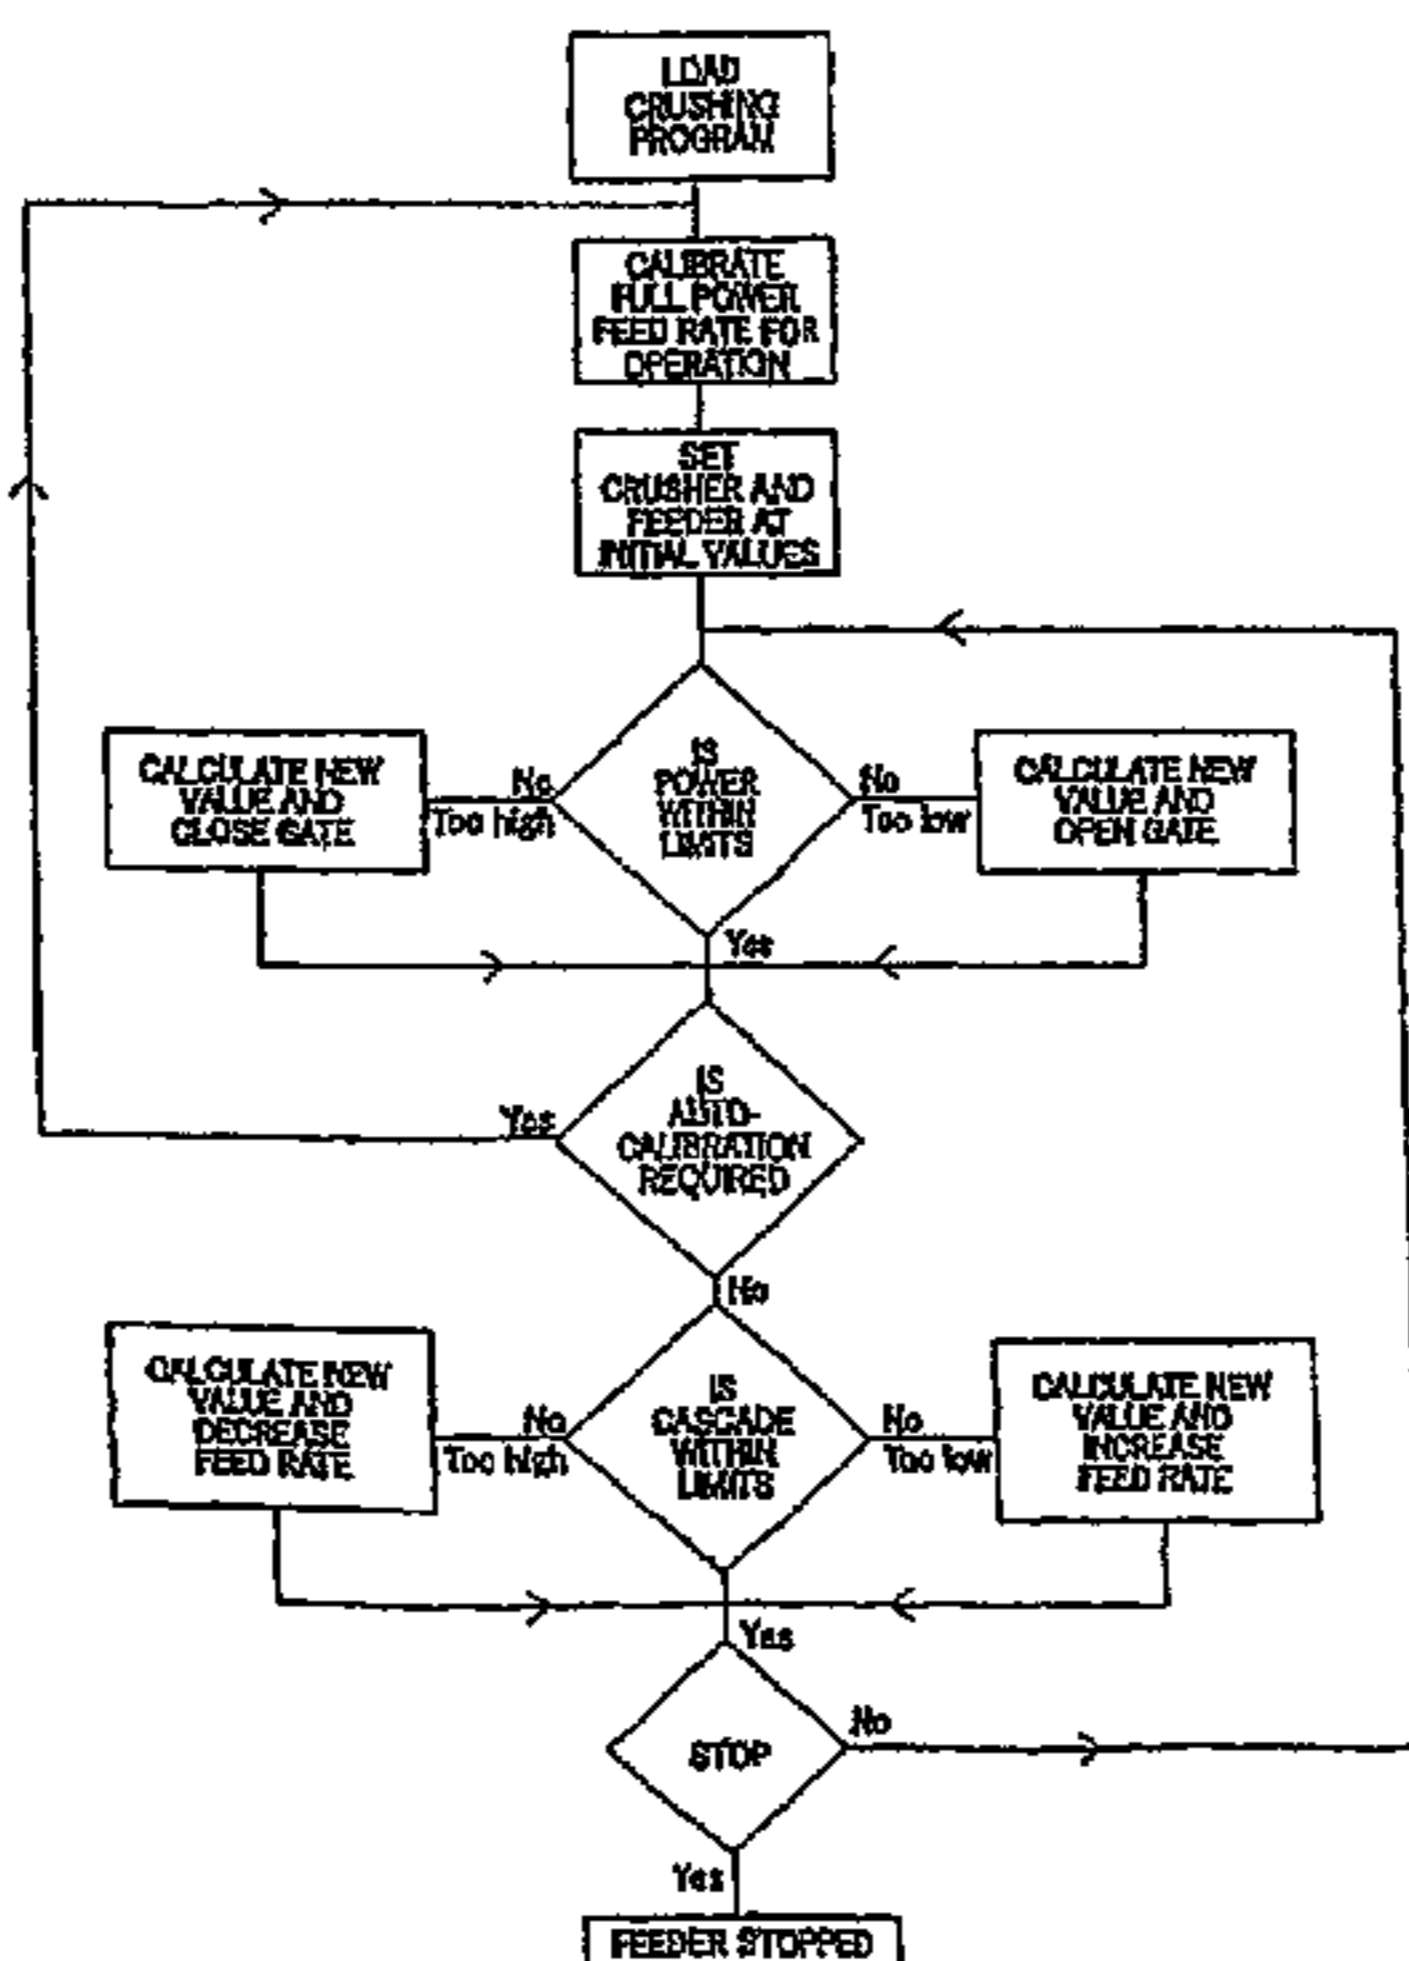 LOAD
CRUSHING
PROGRAM
CALIBRATE
FULL POWER
FEED RATE FOR
OPERATION
SET
CRUSHER AND
FEEDER AT
INITIAL VALUES
IS
POWER
WITHIN
LIMITS
No
Too high
CALCULATE NEW
VALUE AND
CLOSE GATE
No
Too low
CALCULATE NEW
VALUE AND
OPEN GATE
Yes
IS
AUTO-
CALIBRATION
REQUIRED
Yes
No
IS
CASCADE
WITHIN
LIMITS
No
Too high
CALCULATE NEW
VALUE AND
DECREASE
FEED RATE
No
Too low
CALCULATE NEW
VALUE AND
INCREASE
FEED RATE
Yes
STOP
No
Yes
FEEDER STOPPED